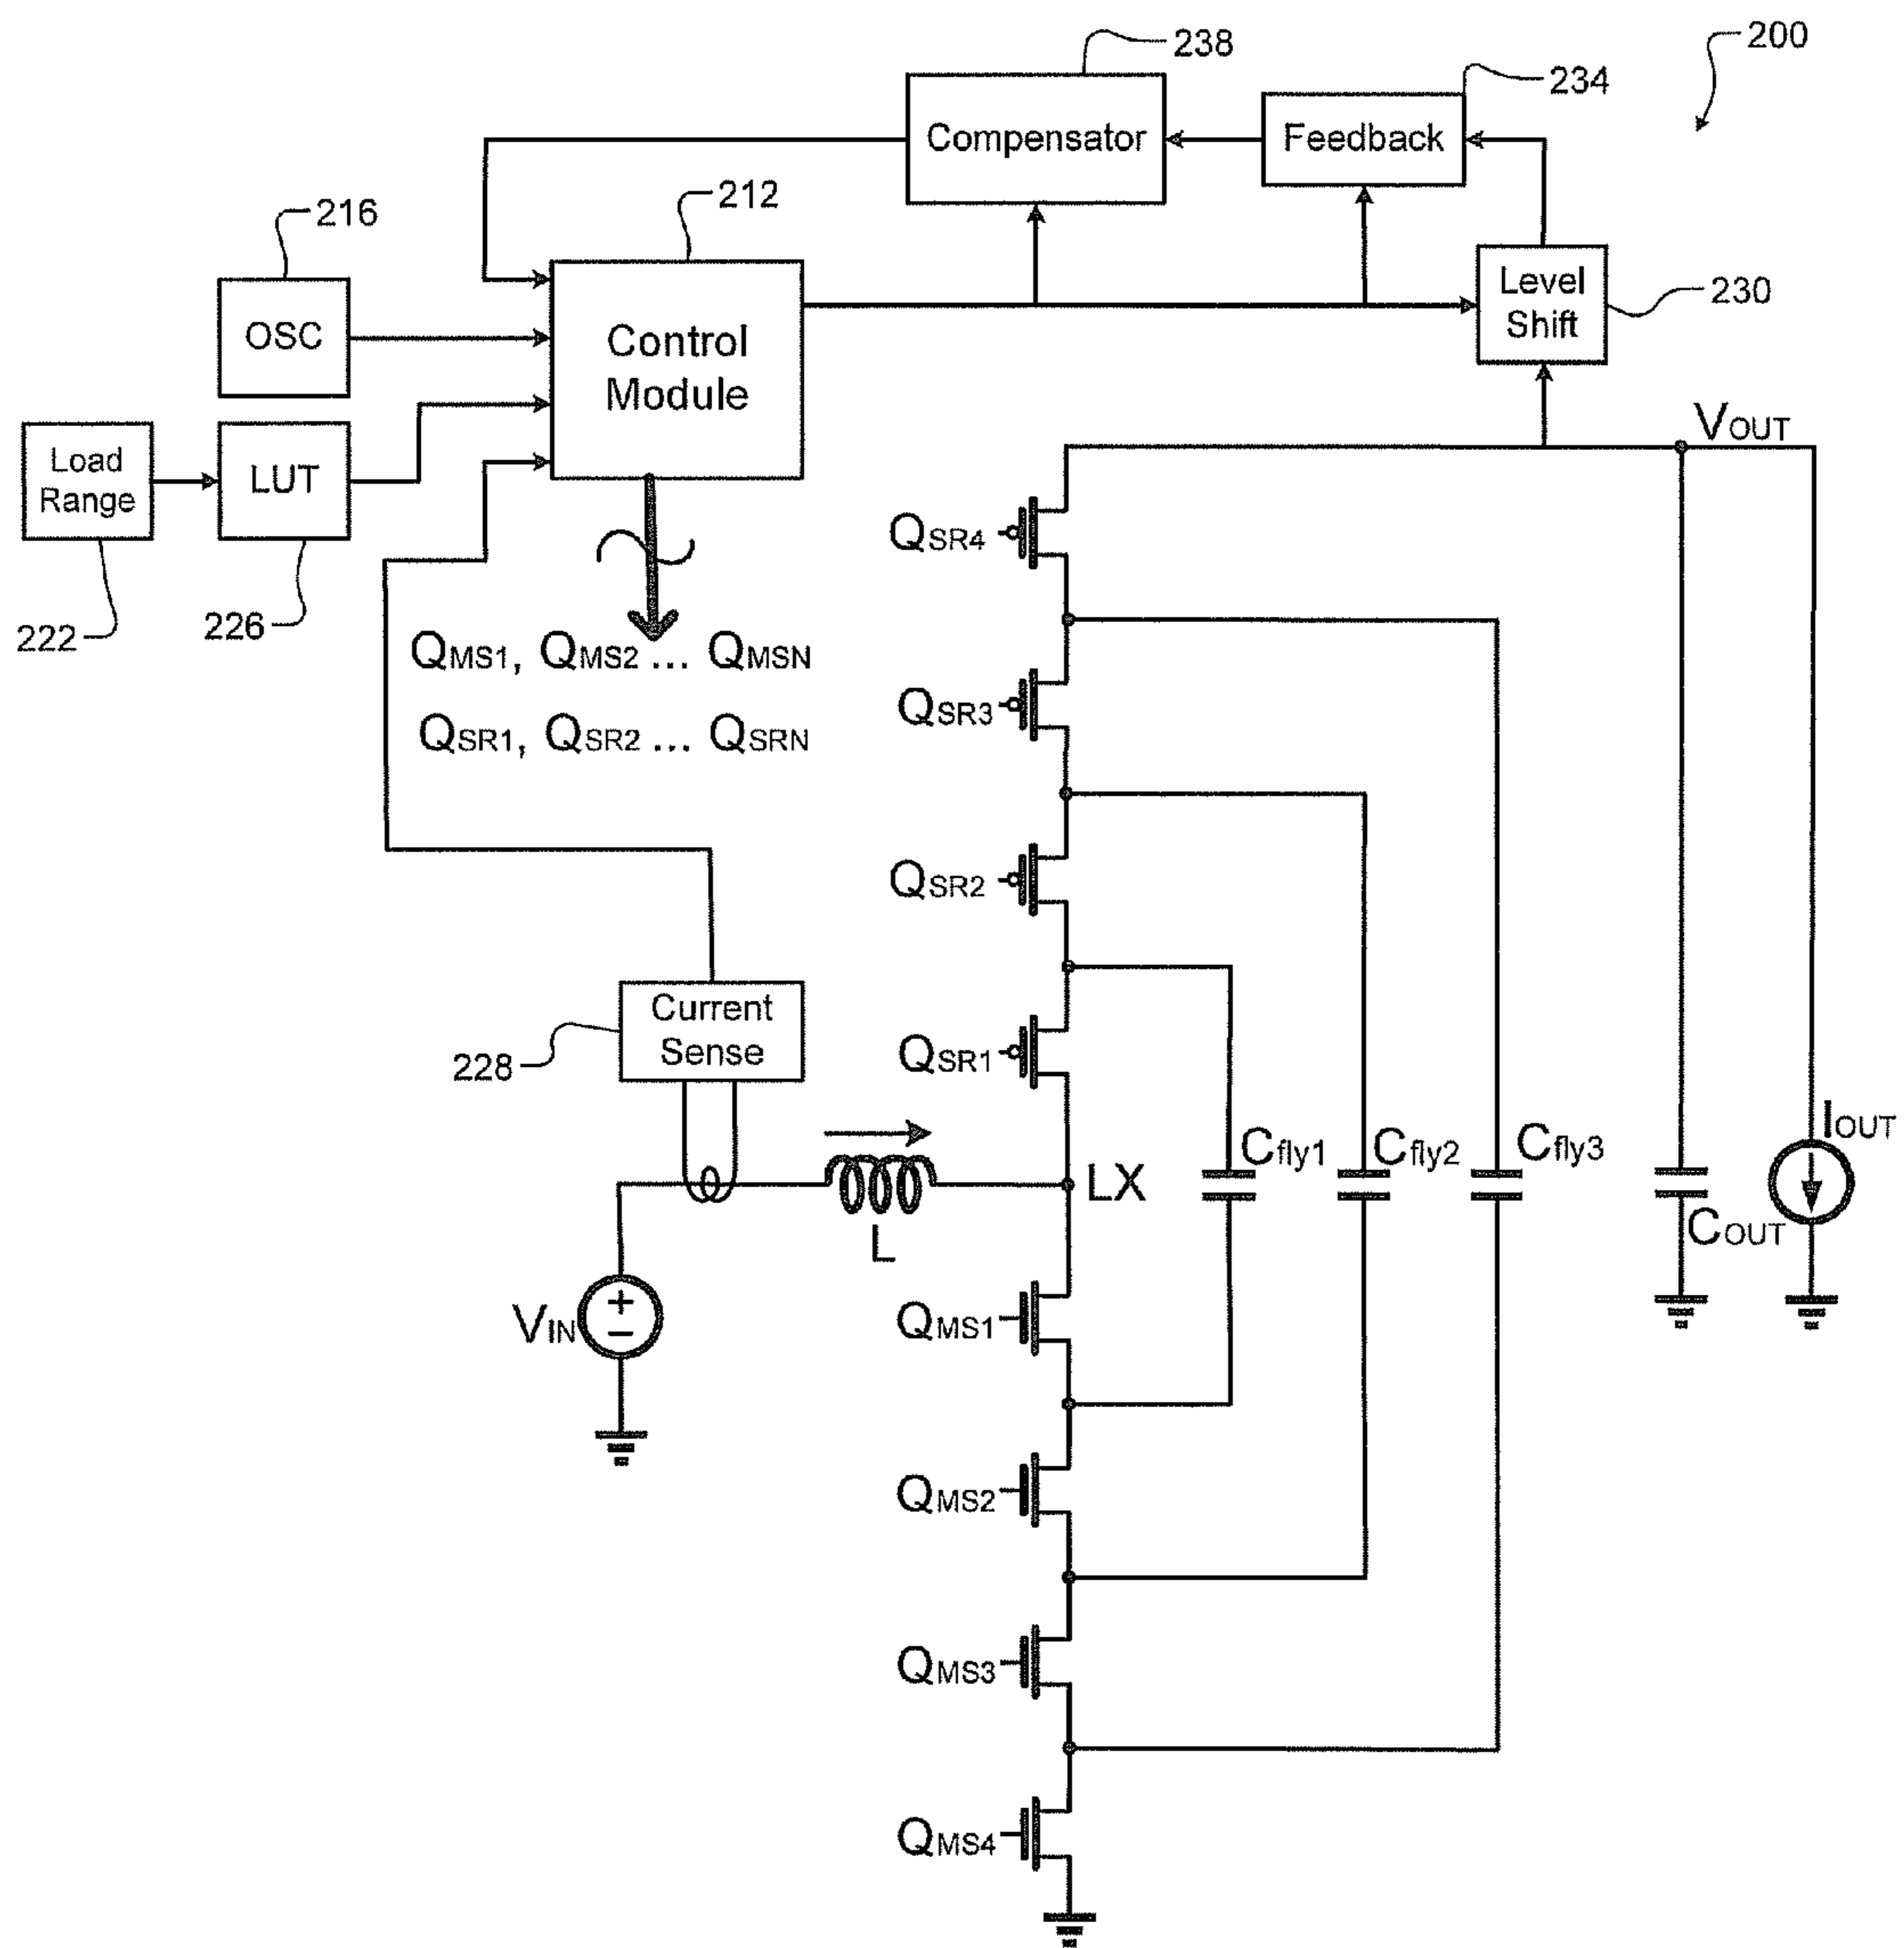 200
238
234
Compensator
Feedback
212
216
Level
Shift
230
OSC
Control
Module
Load
Range
LUT
VOUT
222
226
QSR4
QMS1, QMS2 ... QMSN
QSR1, QSR2 ... QSRN
QSR3
QSR2
Current
Sense
228
QSR1
Cfly1
Cfly2
Cfly3
IOUT
LX
L
COUT
VIN
+
−
QMS1
QMS2
QMS3
QMS4